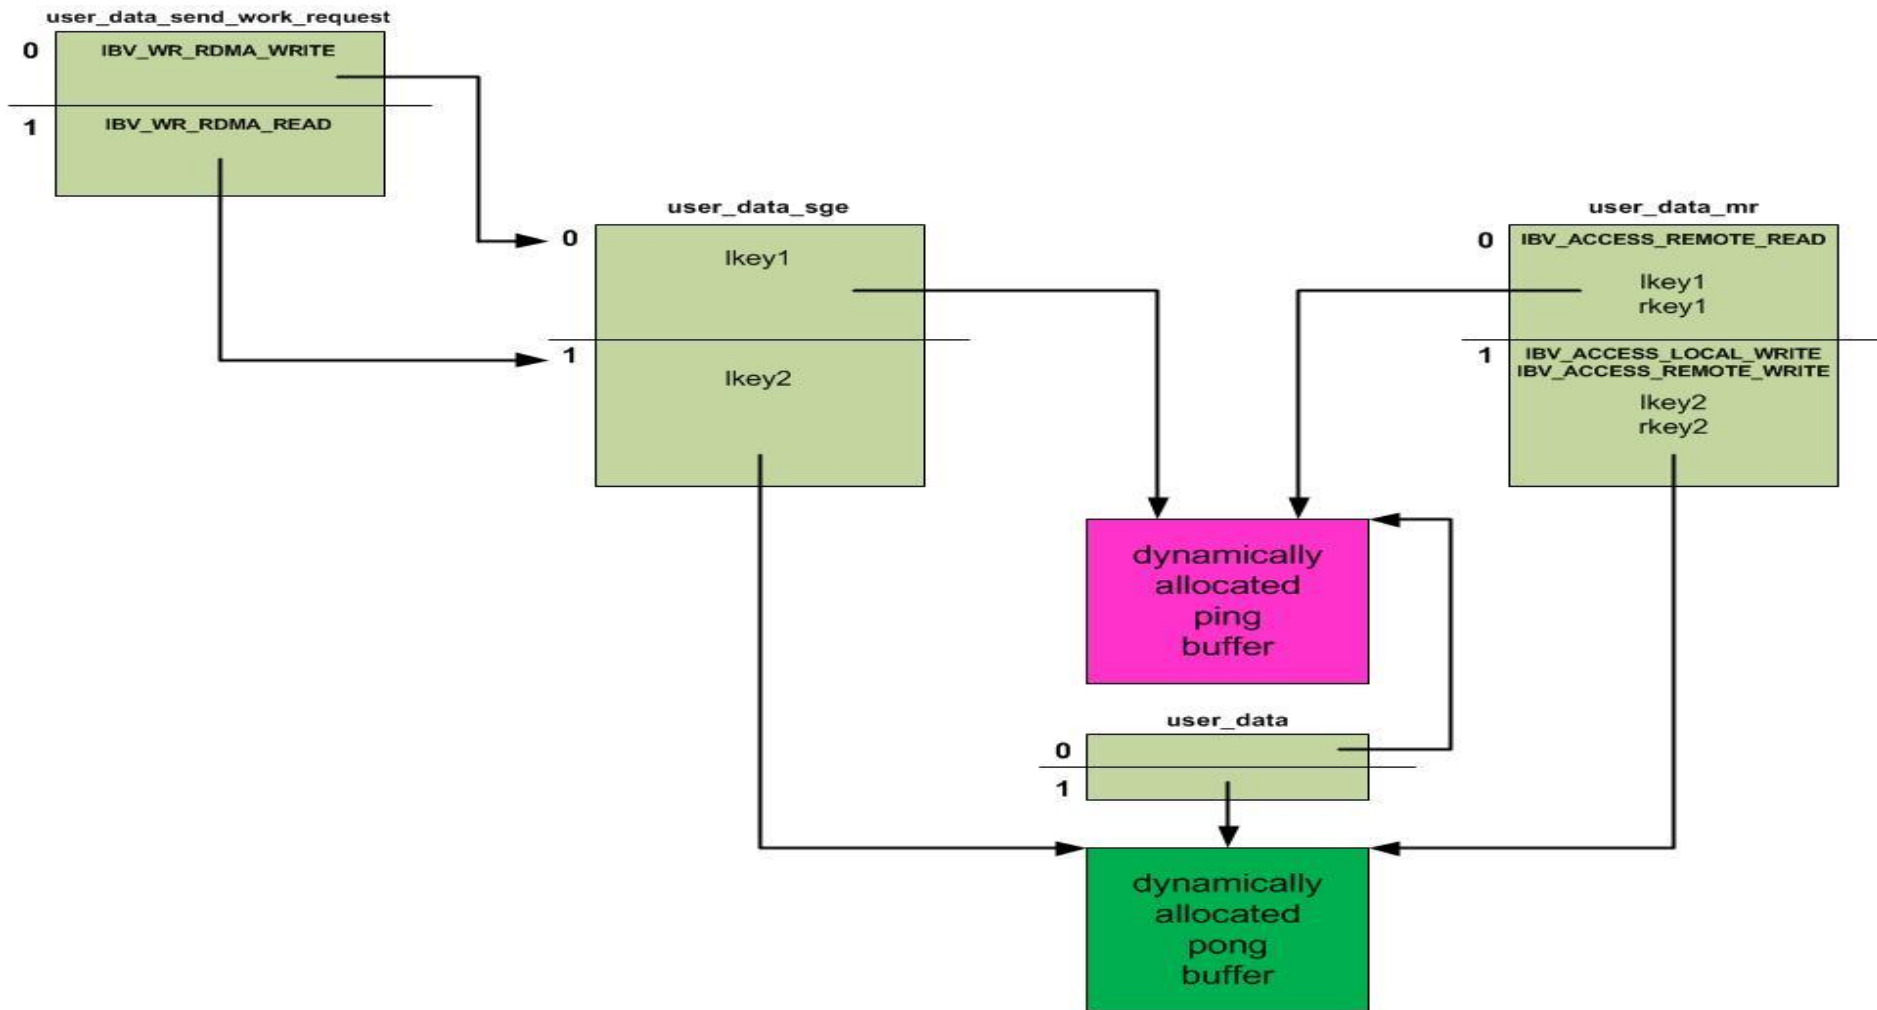 user_data_send_work_request
0
IBV_WR_RDMA_WRITE
1
IBV_WR_RDMA_READ
user_data_sge
0
lkey1
1
lkey2
user_data_mr
0
IBV_ACCESS_REMOTE_READ
lkey1
rkey1
1
IBV_ACCESS_LOCAL_WRITE
IBV_ACCESS_REMOTE_WRITE
lkey2
rkey2
dynamically
allocated
ping
buffer
user_data
0
1
dynamically
allocated
pong
buffer